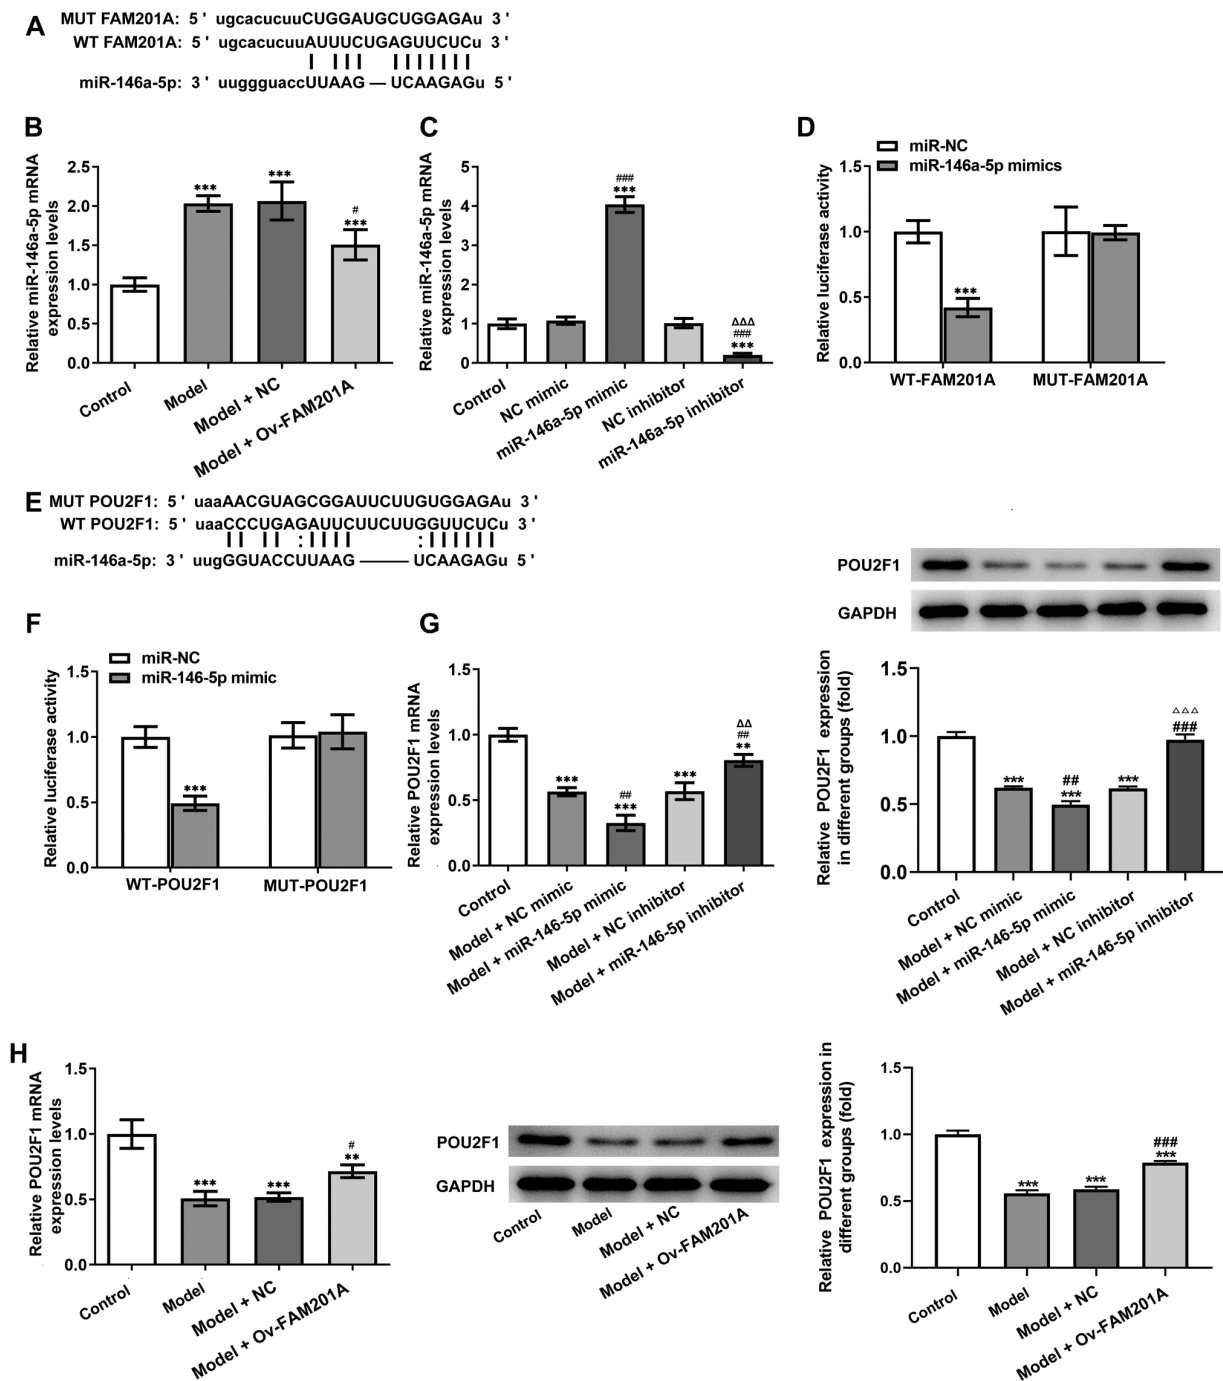 A
MUT FAM201A: 5 ' ugcacucuuCUGGAUGCUGGAGAu 3 '
WT FAM201A: 5 ' ugcacucuuAUUUCUGAGUUCUCu 3 '
miR-146a-5p: 3 ' uuggguaccUUAAG — UCAAGAGu 5 '
B
Relative miR-146a-5p mRNA
expression levels
2.5
2.0
1.5
1.0
0.5
0.0
***
***
#
***
Control
Model
Model + NC
Model + Ov-FAM201A
C
Relative miR-146a-5p mRNA
expression levels
5
4
3
2
1
0
###
***
ΔΔΔ
###
***
Control
NC mimic
miR-146a-5p mimic
NC inhibitor
miR-146a-5p inhibitor
D
miR-NC
miR-146a-5p mimics
Relative luciferase activity
1.5
1.0
0.5
0.0
***
WT-FAM201A
MUT-FAM201A
E
MUT POU2F1: 5 ' uaaAACGUAGCGGAUUCUUGUGGAGAu 3 '
WT POU2F1: 5 ' uaaCCCUGAGAUUCUUCUUGGUUCUCu 3 '
miR-146a-5p: 3 ' uugGGUACCUUAAG —— UCAAGAGu 5 '
F
miR-NC
miR-146-5p mimic
Relative luciferase activity
1.5
1.0
0.5
0.0
***
WT-POU2F1
MUT-POU2F1
G
Relative POU2F1 mRNA
expression levels
1.5
1.0
0.5
0.0
***
##
***
***
ΔΔ
##
**
Control
Model + NC mimic
Model + miR-146-5p mimic
Model + NC inhibitor
Model + miR-146-5p inhibitor
POU2F1
GAPDH
Relative POU2F1 expression
in different groups (fold)
1.5
1.0
0.5
0.0
***
##
***
***
△△△
###
Control
Model + NC mimic
Model + miR-146-5p mimic
Model + NC inhibitor
Model + miR-146-5p inhibitor
H
Relative POU2F1 mRNA
expression levels
1.5
1.0
0.5
0.0
***
***
#
**
Control
Model
Model + NC
Model + Ov-FAM201A
POU2F1
GAPDH
Control
Model
Model + NC
Model + Ov-FAM201A
Relative POU2F1 expression in
different groups (fold)
1.5
1.0
0.5
0.0
***
***
###
***
Control
Model
Model + NC
Model + Ov-FAM201A